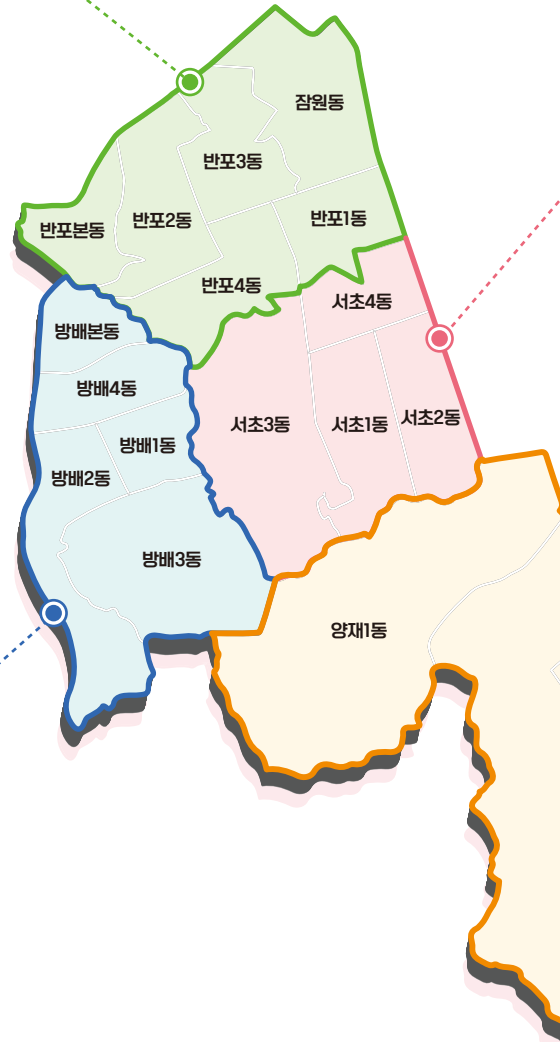 잠원동
반포3동
반포2동
반포1동
반포본동
반포4동
서초4동
방배본동
방배4동
서초2동
서초3동
서초1동
방배1동
방배2동
방배3동
양재1동